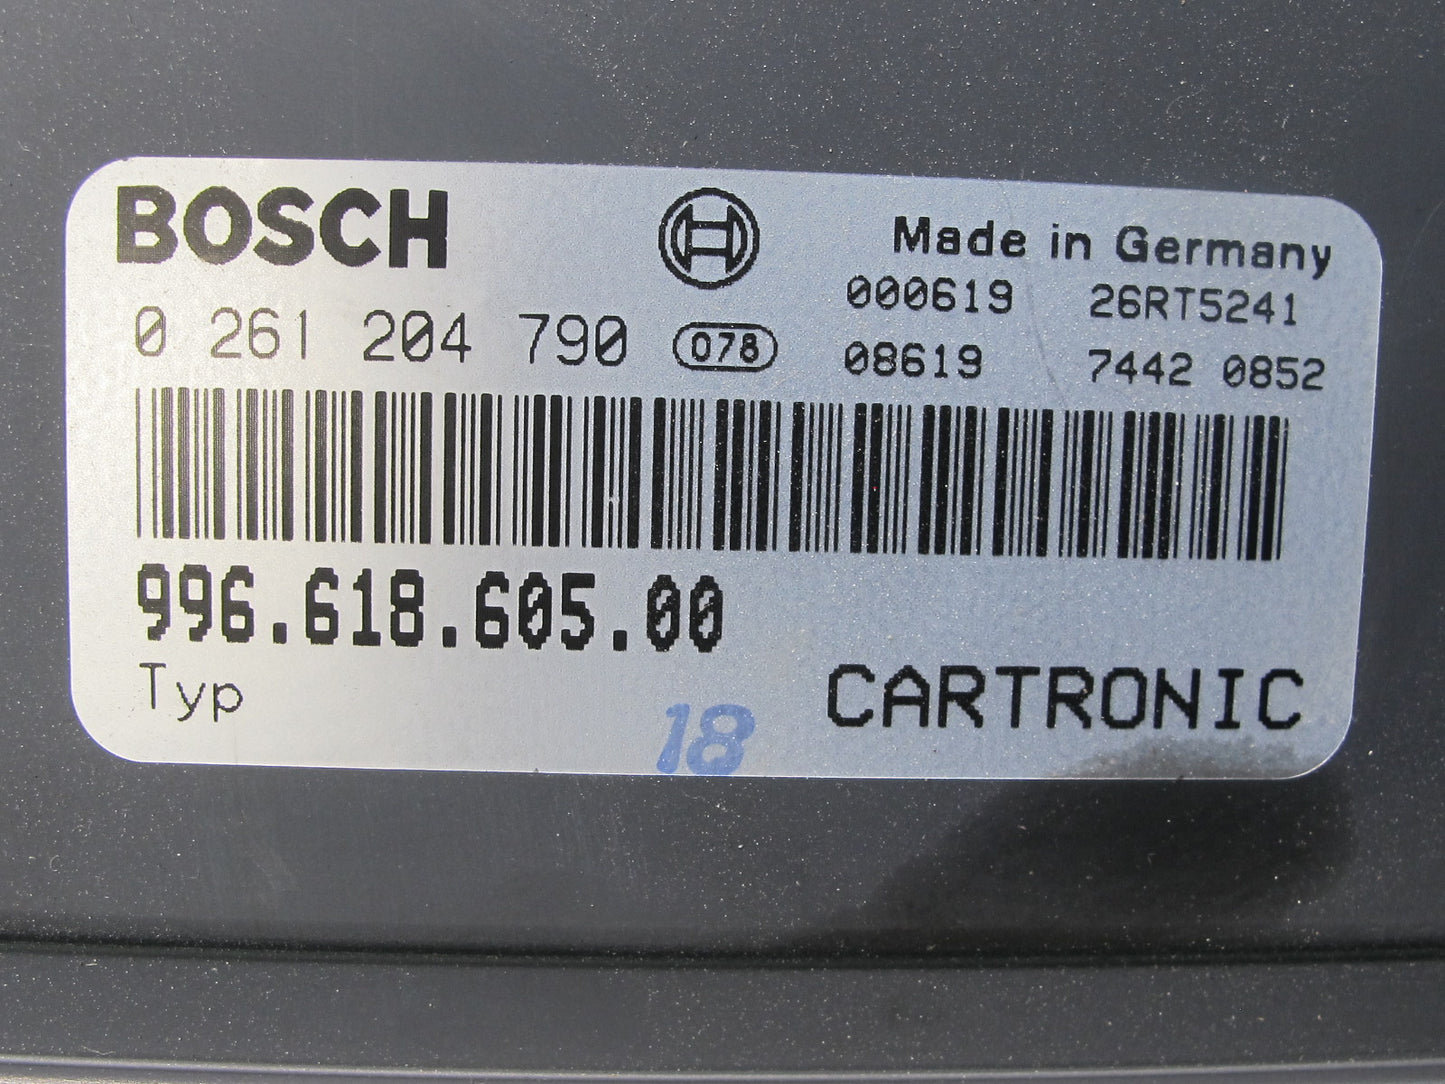 BOSCH
Made in Germany
000619 26RT5241
0 261 204 790 078 08619 7442 0852
996.618.605.00
Typ CARTRONIC
18